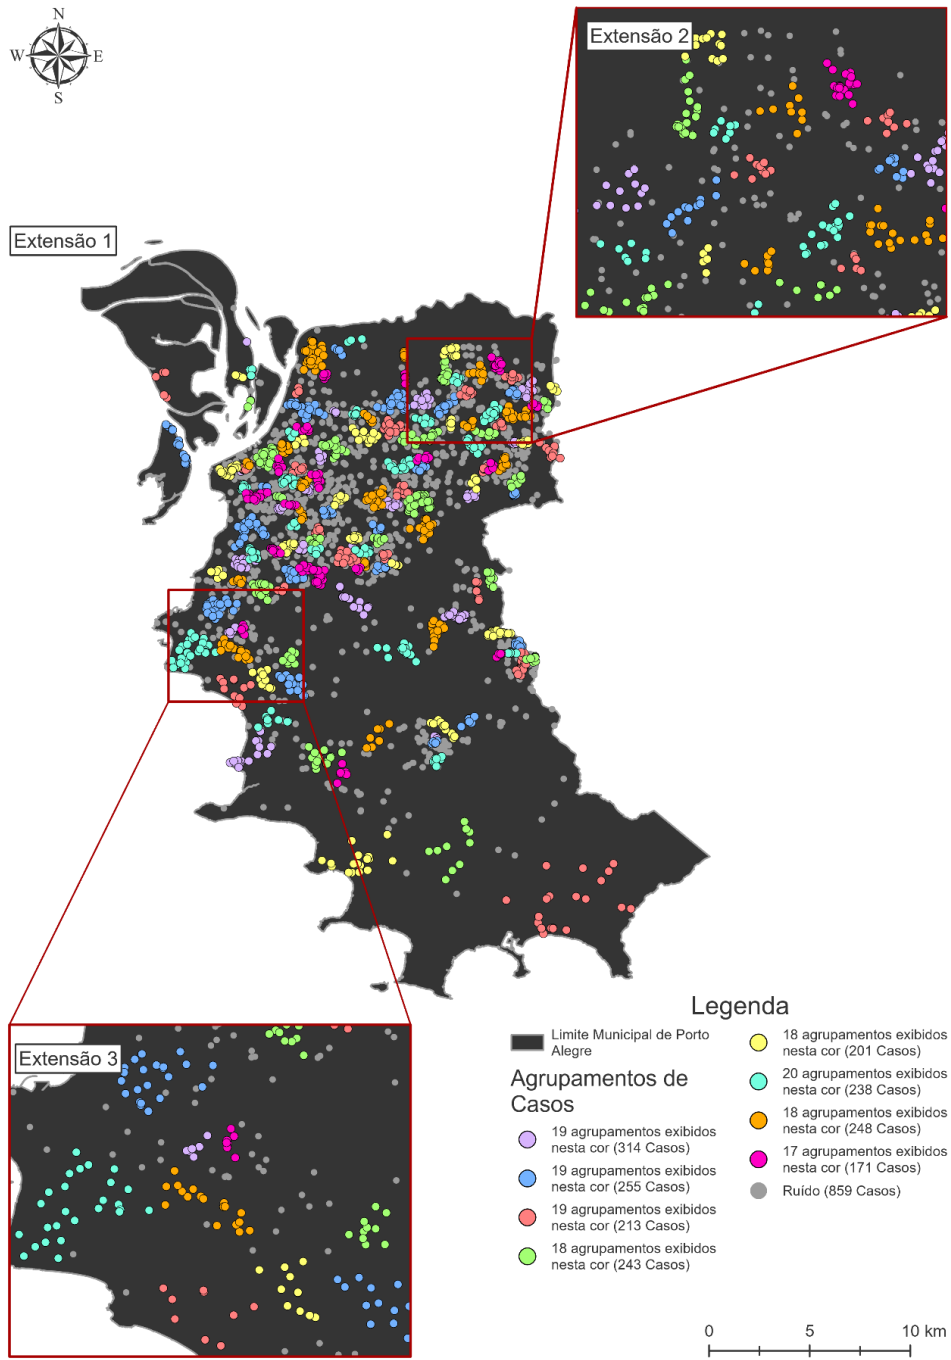 N
W E
S
Extensão 1
Extensão 2
Extensão 3
Legenda
Limite Municipal de Porto
Alegre
Agrupamentos de
Casos
19 agrupamentos exibidos
nesta cor (314 Casos)
19 agrupamentos exibidos
nesta cor (255 Casos)
19 agrupamentos exibidos
nesta cor (213 Casos)
18 agrupamentos exibidos
nesta cor (243 Casos)
18 agrupamentos exibidos
nesta cor (201 Casos)
20 agrupamentos exibidos
nesta cor (238 Casos)
18 agrupamentos exibidos
nesta cor (248 Casos)
17 agrupamentos exibidos
nesta cor (171 Casos)
Ruído (859 Casos)
0 5 10 km